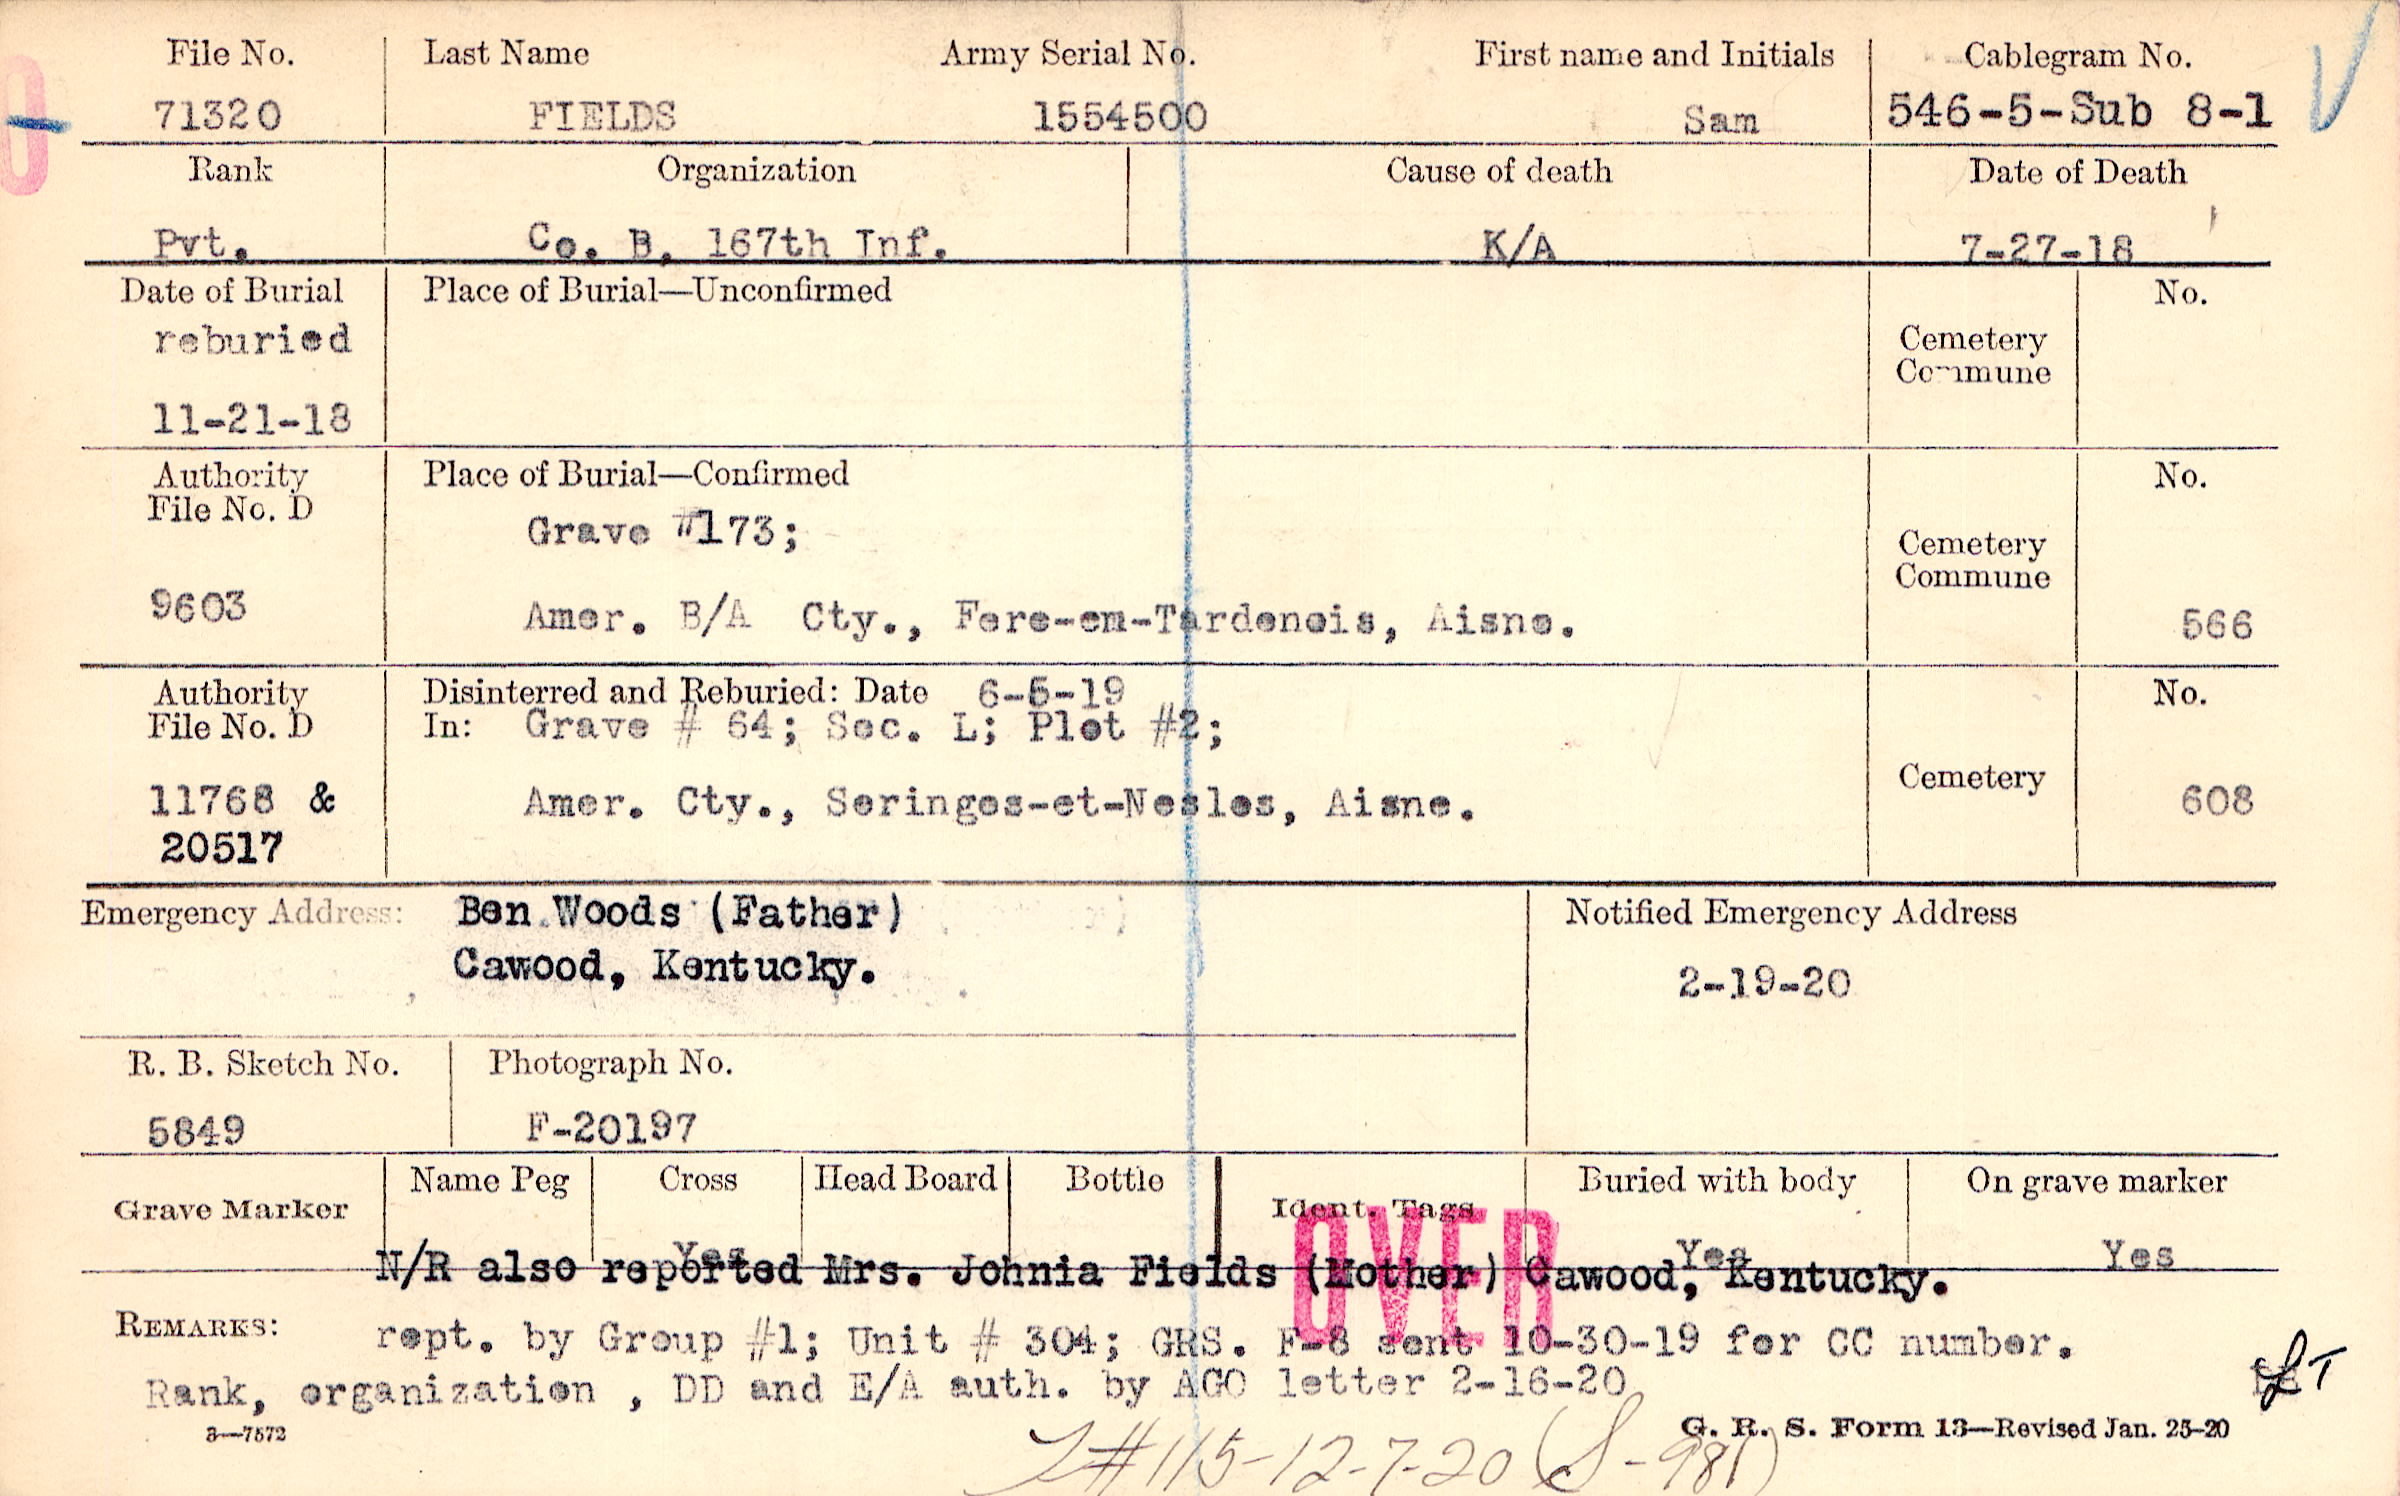 File No. Last Name Army Serial No. First name and Initials Cablegram No.
71320 FIELDS 1554500 Sam 546-5-Sub 8-1
Rank Organization Cause of death Date of Death
Pvt. Co. B, 167th Inf. K/A 7-27-18
Date of Burial Place of Burial—Unconfirmed No.
reburied Cemetery
Commune
11-21-18
Authority Place of Burial—Confirmed No.
File No. D Grave #173;
Cemetery
Commune
9603 Amer. B/A Cty., Fere-em-Tardenois, Aisne. 566
Authority Disinterred and Reburied: Date 6-5-19 No.
File No. D In: Grave # 64; Sec. L; Plot #2;
11768 & Amer. Cty., Seringes-et-Nesles, Aisne. Cemetery 608
20517
Emergency Address: Ben Woods (Father) Notified Emergency Address
Cawood, Kentucky. 2-19-20
R. B. Sketch No. Photograph No.
5849 F-20197
Grave Marker Name Peg Cross Head Board Bottle Ident. Tags Buried with body On grave marker
Yes Yes Yes
OVER
N/R also reported Mrs. Johnia Fields (Mother) Cawood, Kentucky.
REMARKS: rept. by Group #1; Unit # 304; GRS. F-8 sent 10-30-19 for CC number.
Rank, organization , DD and E/A auth. by AGO letter 2-16-20
3—7572 G. R. S. Form 13—Revised Jan. 25-20
#115-12-7-20 (S-981)